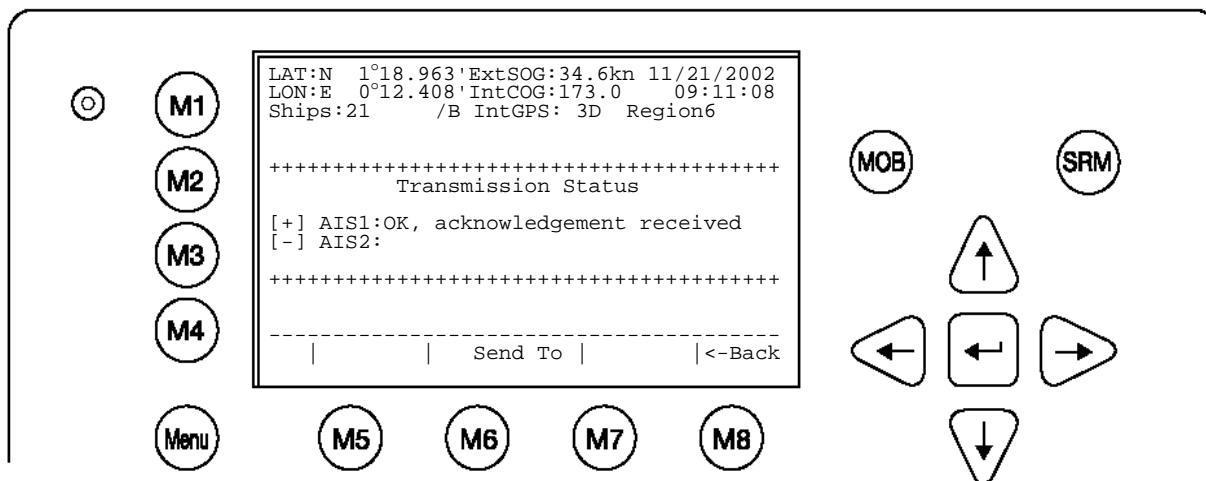 LAT:N  1°18.963'ExtSOG:34.6kn 11/21/2002
LON:E  0°12.408'IntCOG:173.0    09:11:08
Ships:21     /B IntGPS: 3D  Region6
++++++++++++++++++++++++++++++++++++++++
Transmission Status
[+] AIS1:OK, acknowledgement received
[-] AIS2:
++++++++++++++++++++++++++++++++++++++++
----------------------------------------
|        |   Send To |        |<-Back
M1
M2
M3
M4
Menu
M5
M6
M7
M8
MOB
SRM